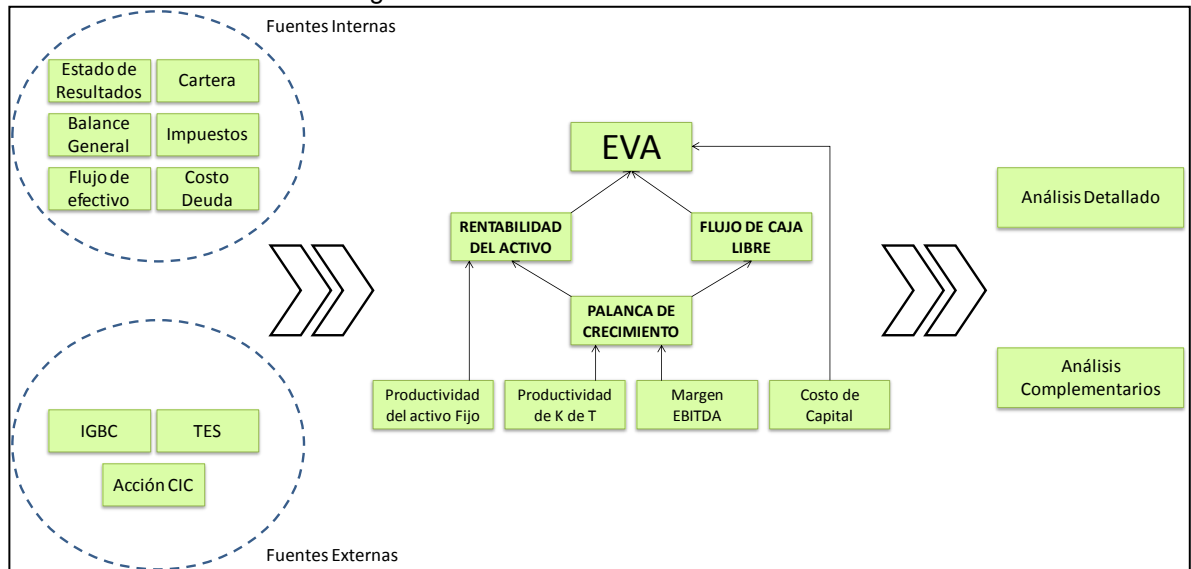 Fuentes Internas
Estado de
Resultados
Cartera
Balance
General
Impuestos
Flujo de
efectivo
Costo
Deuda
IGBC
TES
Acción CIC
Fuentes Externas
EVA
RENTABILIDAD
DEL ACTIVO
FLUJO DE CAJA
LIBRE
PALANCA DE
CRECIMIENTO
Productividad
del activo Fijo
Productividad
de K de T
Margen
EBITDA
Costo de
Capital
Análisis Detallado
Análisis
Complementarios